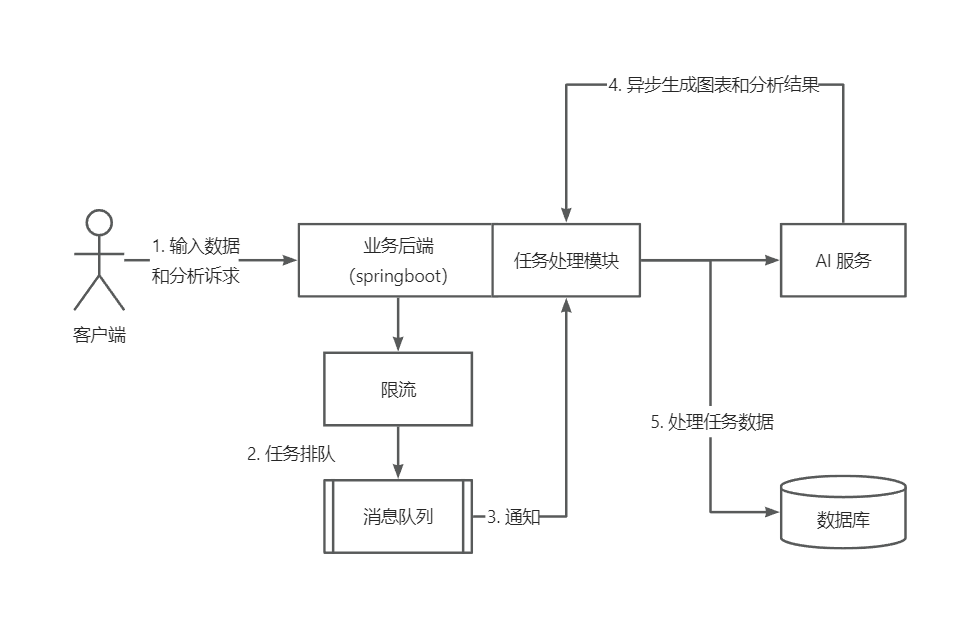 4. 异步生成图表和分析结果
1. 输入数据
和分析诉求
客户端
业务后端
（springboot）
任务处理模块
AI 服务
限流
2. 任务排队
消息队列
3. 通知
5. 处理任务数据
数据库